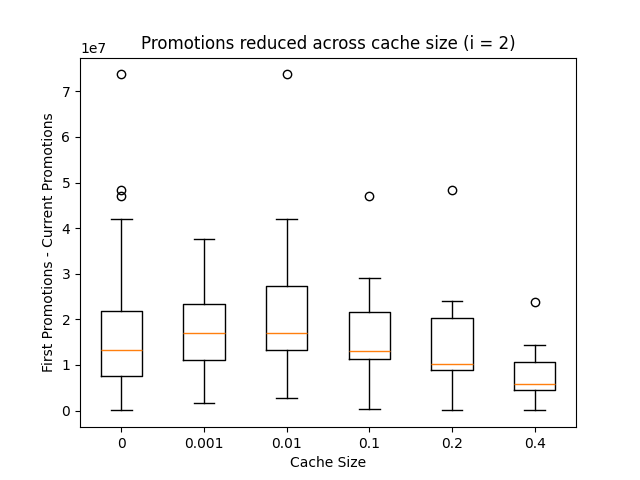 Promotions reduced across cache size (i = 2)
1e7
First Promotions - Current Promotions
7
6
5
4
3
2
1
0
0 0.001 0.01 0.1 0.2 0.4
Cache Size